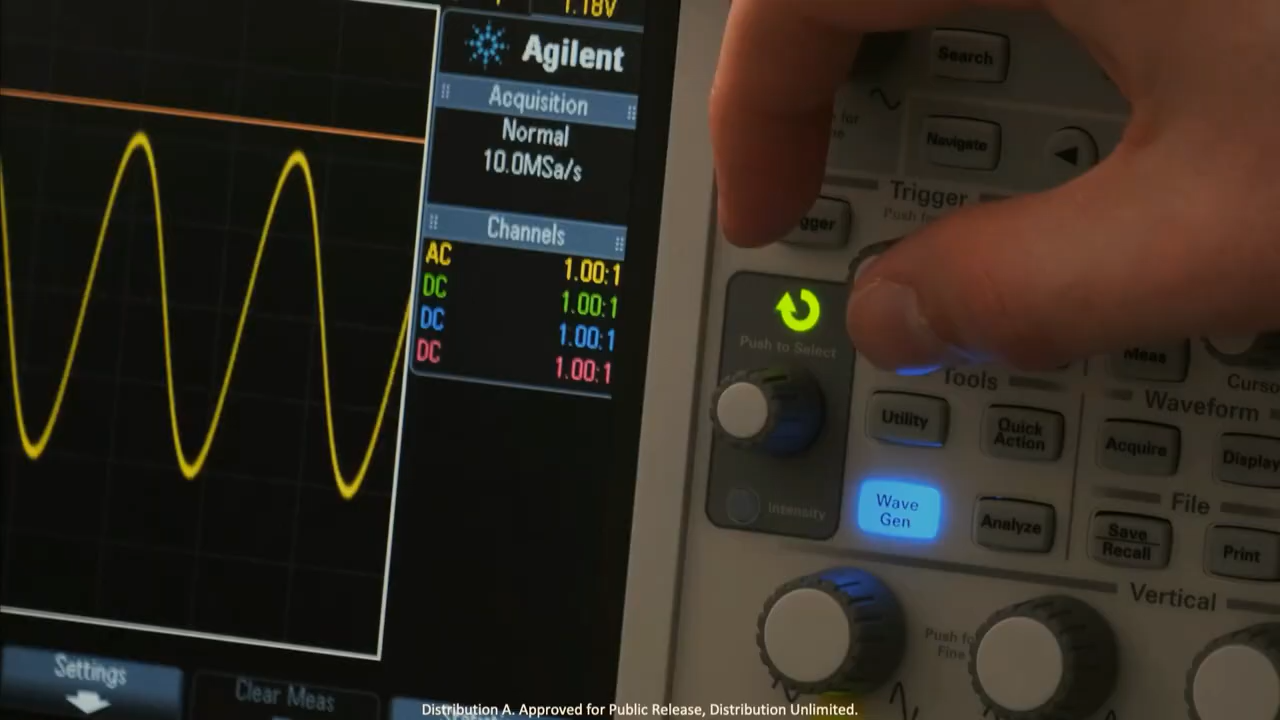 1.18V
Agilent
Acquisition
Normal
10.0MSa/s
Channels
AC 1.00:1
DC 1.00:1
DC 1.00:1
DC 1.00:1
Settings
Clear Meas
Search
Navigate
Trigger
Push for
Push to Select
Intensity
Tools
Utility
Quick
Action
Wave
Gen
Analyze
Meas
Waveform
Acquire
Display
File
Save
Recall
Print
Vertical
Fine
Distribution A. Approved for Public Release, Distribution Unlimited.